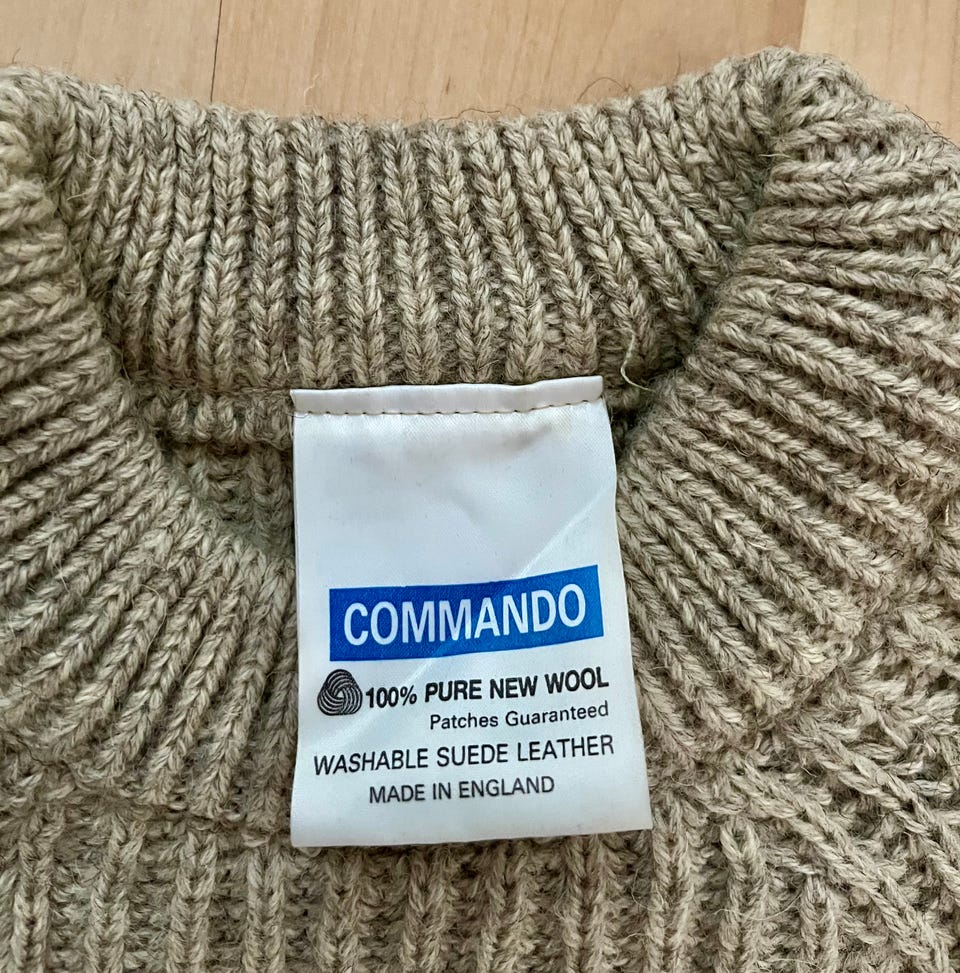 COMMANDO
100% PURE NEW WOOL
Patches Guaranteed
WASHABLE SUEDE LEATHER
MADE IN ENGLAND